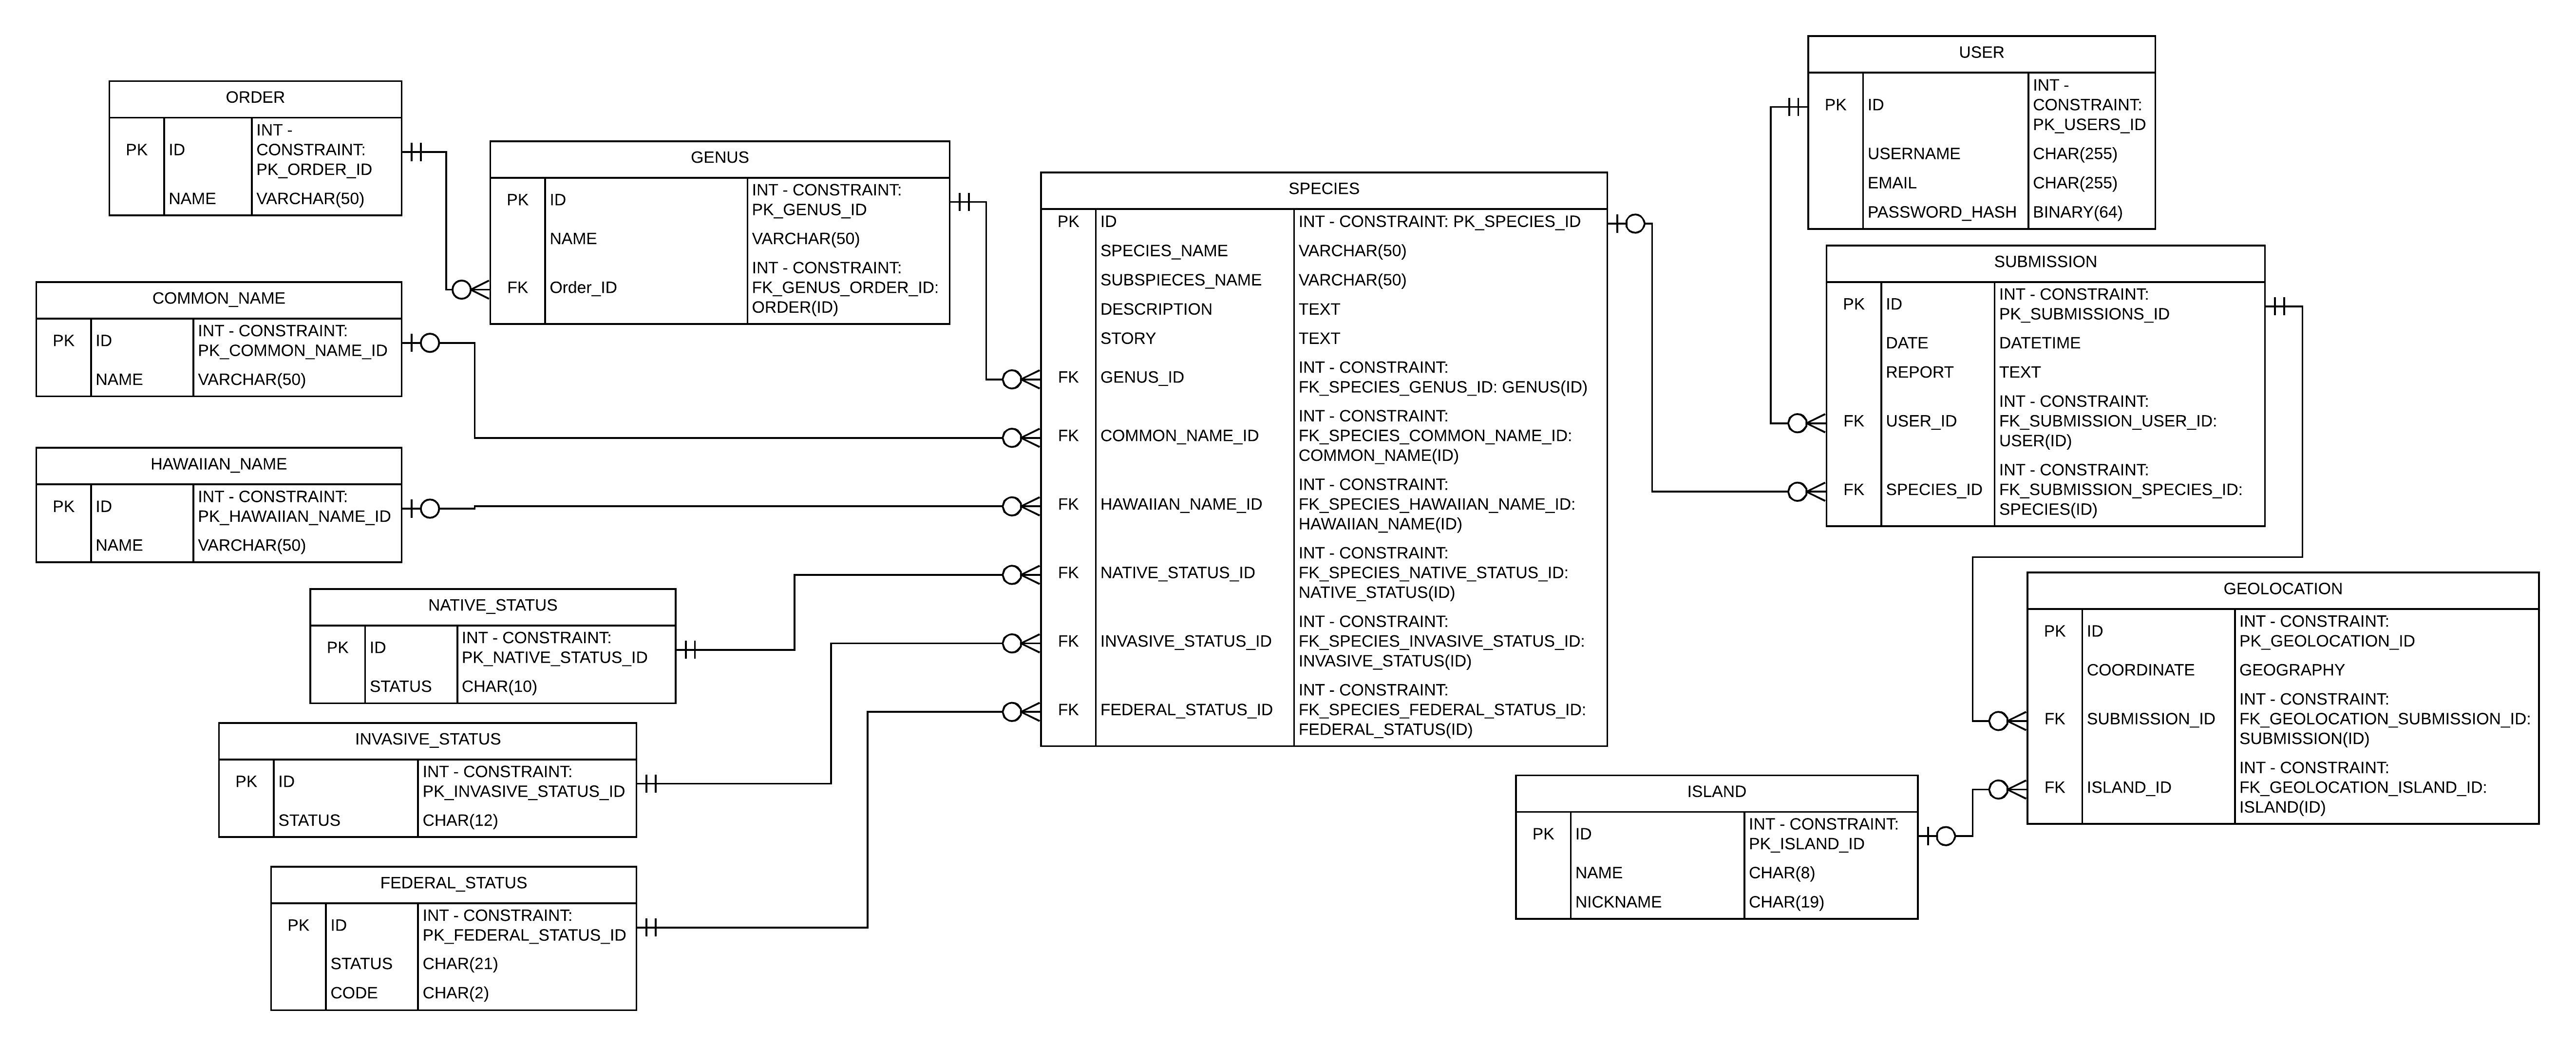 ORDER
PK ID INT -
CONSTRAINT:
PK_ORDER_ID
NAME VARCHAR(50)
GENUS
PK ID INT - CONSTRAINT:
PK_GENUS_ID
NAME VARCHAR(50)
FK Order_ID INT - CONSTRAINT:
FK_GENUS_ORDER_ID:
ORDER(ID)
COMMON_NAME
PK ID INT - CONSTRAINT:
PK_COMMON_NAME_ID
NAME VARCHAR(50)
HAWAIIAN_NAME
PK ID INT - CONSTRAINT:
PK_HAWAIIAN_NAME_ID
NAME VARCHAR(50)
NATIVE_STATUS
PK ID INT - CONSTRAINT:
PK_NATIVE_STATUS_ID
STATUS CHAR(10)
INVASIVE_STATUS
PK ID INT - CONSTRAINT:
PK_INVASIVE_STATUS_ID
STATUS CHAR(12)
FEDERAL_STATUS
PK ID INT - CONSTRAINT:
PK_FEDERAL_STATUS_ID
STATUS CHAR(21)
CODE CHAR(2)
SPECIES
PK ID INT - CONSTRAINT: PK_SPECIES_ID
SPECIES_NAME VARCHAR(50)
SUBSPIECES_NAME VARCHAR(50)
DESCRIPTION TEXT
STORY TEXT
FK GENUS_ID INT - CONSTRAINT:
FK_SPECIES_GENUS_ID: GENUS(ID)
FK COMMON_NAME_ID INT - CONSTRAINT:
FK_SPECIES_COMMON_NAME_ID:
COMMON_NAME(ID)
FK HAWAIIAN_NAME_ID INT - CONSTRAINT:
FK_SPECIES_HAWAIIAN_NAME_ID:
HAWAIIAN_NAME(ID)
FK NATIVE_STATUS_ID INT - CONSTRAINT:
FK_SPECIES_NATIVE_STATUS_ID:
NATIVE_STATUS(ID)
FK INVASIVE_STATUS_ID INT - CONSTRAINT:
FK_SPECIES_INVASIVE_STATUS_ID:
INVASIVE_STATUS(ID)
FK FEDERAL_STATUS_ID INT - CONSTRAINT:
FK_SPECIES_FEDERAL_STATUS_ID:
FEDERAL_STATUS(ID)
USER
PK ID INT -
CONSTRAINT:
PK_USERS_ID
USERNAME CHAR(255)
EMAIL CHAR(255)
PASSWORD_HASH BINARY(64)
SUBMISSION
PK ID INT - CONSTRAINT:
PK_SUBMISSIONS_ID
DATE DATETIME
REPORT TEXT
FK USER_ID INT - CONSTRAINT:
FK_SUBMISSION_USER_ID:
USER(ID)
FK SPECIES_ID INT - CONSTRAINT:
FK_SUBMISSION_SPECIES_ID:
SPECIES(ID)
GEOLOCATION
PK ID INT - CONSTRAINT:
PK_GEOLOCATION_ID
COORDINATE GEOGRAPHY
FK SUBMISSION_ID INT - CONSTRAINT:
FK_GEOLOCATION_SUBMISSION_ID:
SUBMISSION(ID)
FK ISLAND_ID INT - CONSTRAINT:
FK_GEOLOCATION_ISLAND_ID:
ISLAND(ID)
ISLAND
PK ID INT - CONSTRAINT:
PK_ISLAND_ID
NAME CHAR(8)
NICKNAME CHAR(19)